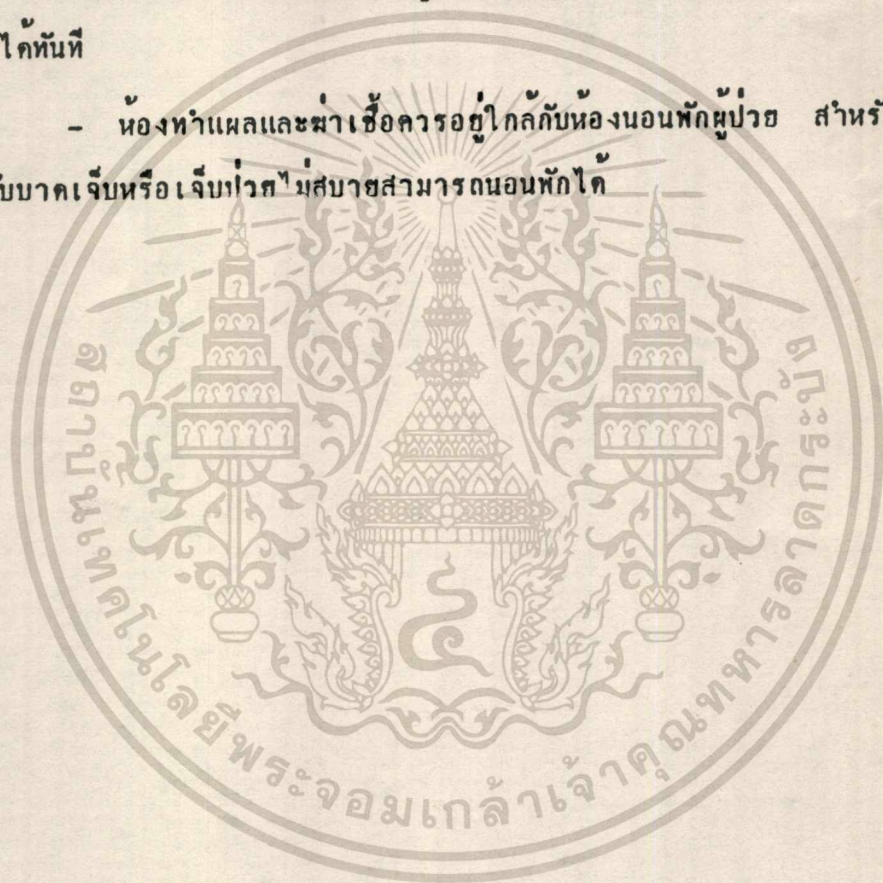 ได้ทันที
- ห้องทำแผลและฆ่าเชื้อควรอยู่ใกล้กับห้องนอนพักผู้ป่วย สำหรั
บบาดเจ็บหรือเจ็บป่วยไม่สบายสามารถนอนพักได้
สถาบันเทคโนโลยีพระจอมเกล้าเจ้าคุณทหารลาดกระบัง